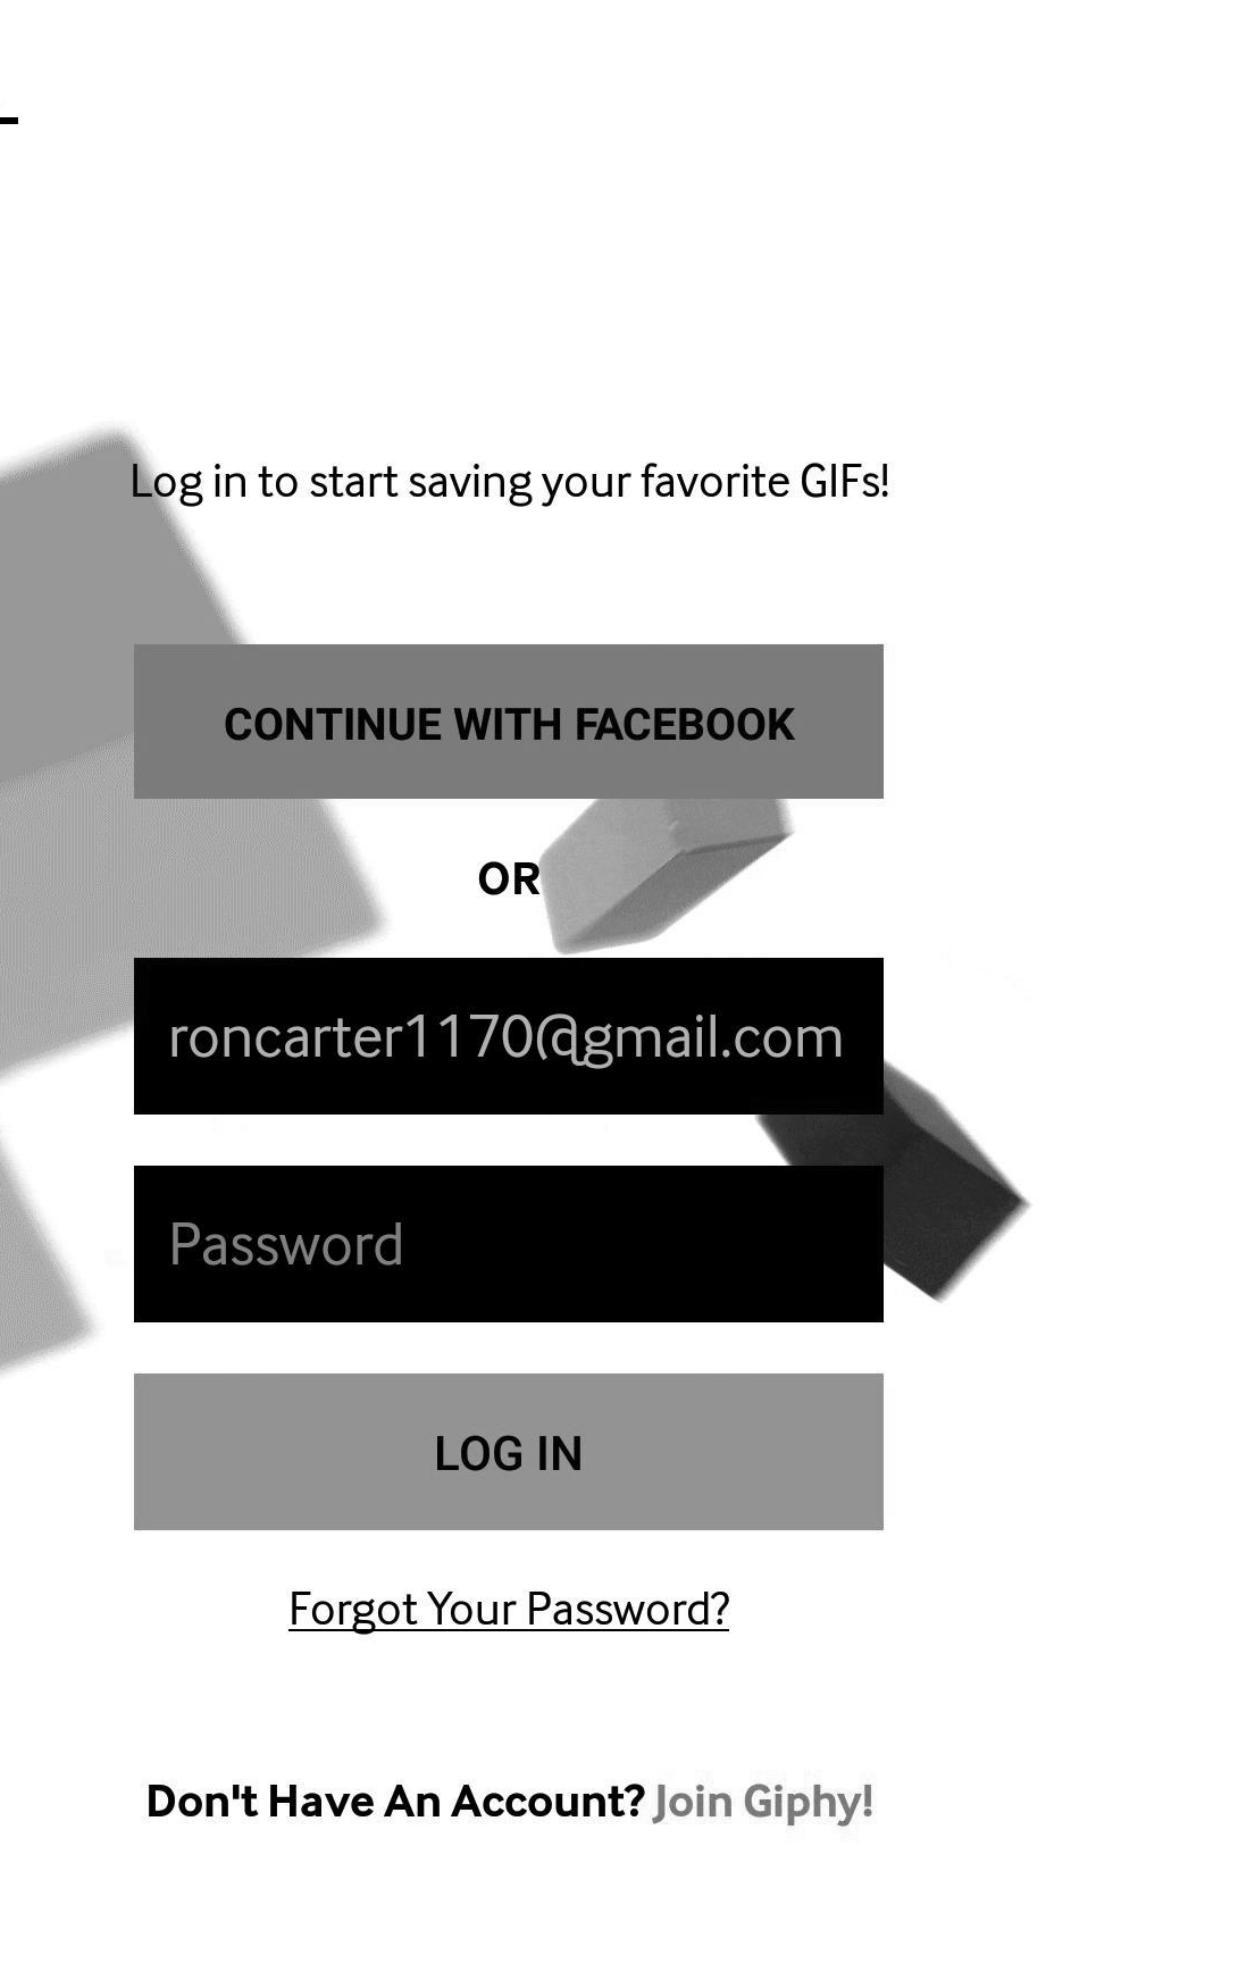 Log in to start saving your favorite GIFs!
CONTINUE WITH FACEBOOK
OR
roncarter1170@gmail.com
Password
LOG IN
Forgot Your Password?
Don't Have An Account? Join Giphy!